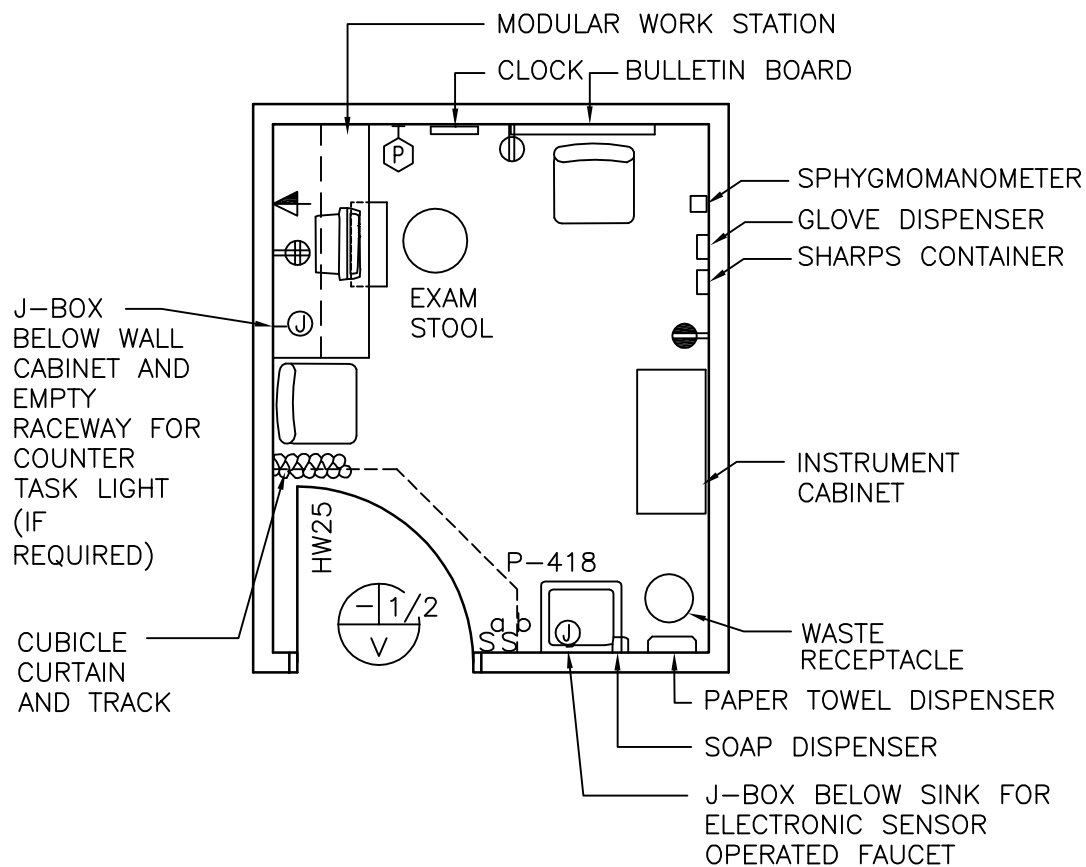 MODULAR WORK STATION
CLOCK
BULLETIN BOARD
P
SPHYGMOMANOMETER
GLOVE DISPENSER
SHARPS CONTAINER
EXAM
STOOL
J
J-BOX
BELOW WALL
CABINET AND
EMPTY
RACEWAY FOR
COUNTER
TASK LIGHT
(IF
REQUIRED)
INSTRUMENT
CABINET
HW25
P-418
- 1/2
V
a b
S S
J
CUBICLE
CURTAIN
AND TRACK
WASTE
RECEPTACLE
PAPER TOWEL DISPENSER
SOAP DISPENSER
J-BOX BELOW SINK FOR
ELECTRONIC SENSOR
OPERATED FAUCET